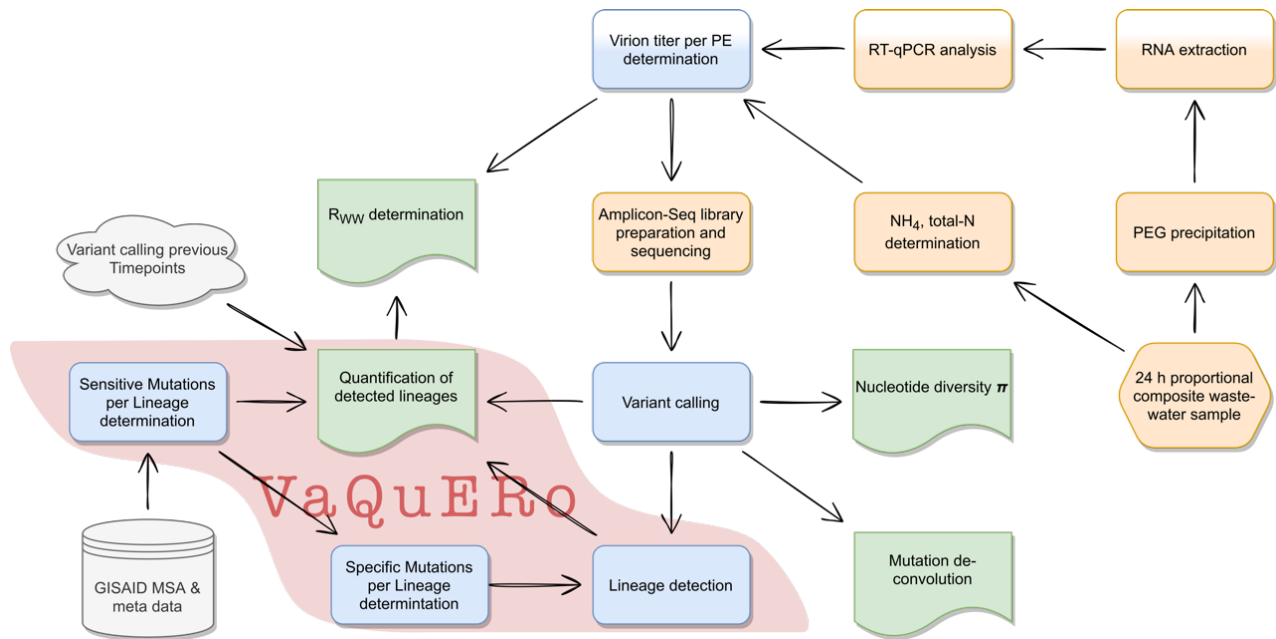 Virion titer per PE
determination
RT-qPCR analysis
RNA extraction
RWW determination
Amplicon-Seq library
preparation and
sequencing
NH4, total-N
determination
PEG precipitation
Variant calling previous
Timepoints
Sensitive Mutations
per Lineage
determination
Quantification of
detected lineages
Variant calling
Nucleotide diversity π
24 h proportional
composite waste-
water sample
VaQuERo
GISAID MSA &
meta data
Specific Mutations
per Lineage
determintation
Lineage detection
Mutation de-
convolution